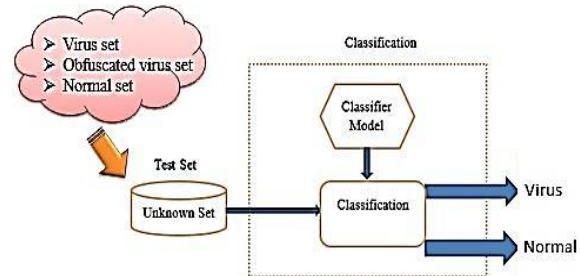 Virus set
Obfuscated virus set
Normal set
Classification
Classifier
Model
Test Set
Unknown Set
Classification
Virus
Normal